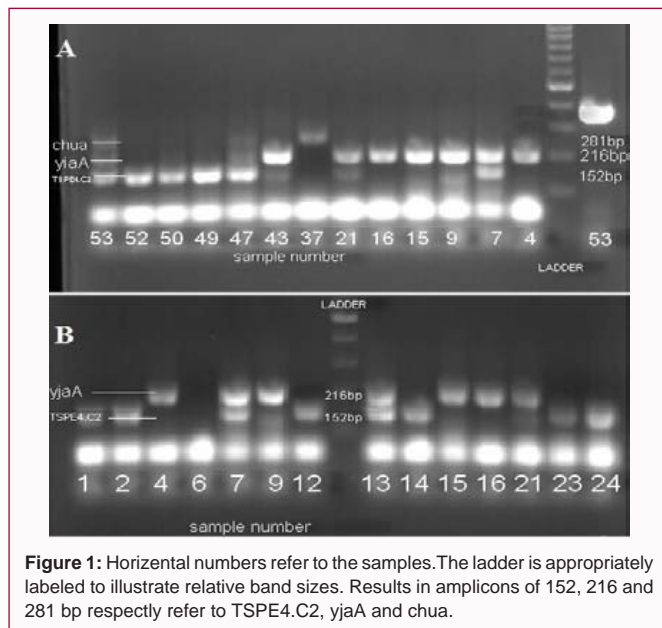 A
chua
yiaA
TSPE4.C2
281bp
216bp
152bp
53 52 50 49 47 43 37 21 16 15 9 7 4 53
sample number
LADDER
LADDER
B
yjaA
216bp
TSPE4.C2
152bp
1 2 4 6 7 9 12 13 14 15 16 21 23 24
sample number
Figure 1: Horizental numbers refer to the samples.The ladder is appropriately
labeled to illustrate relative band sizes. Results in amplicons of 152, 216 and
281 bp respectly refer to TSPE4.C2, yjaA and chua.